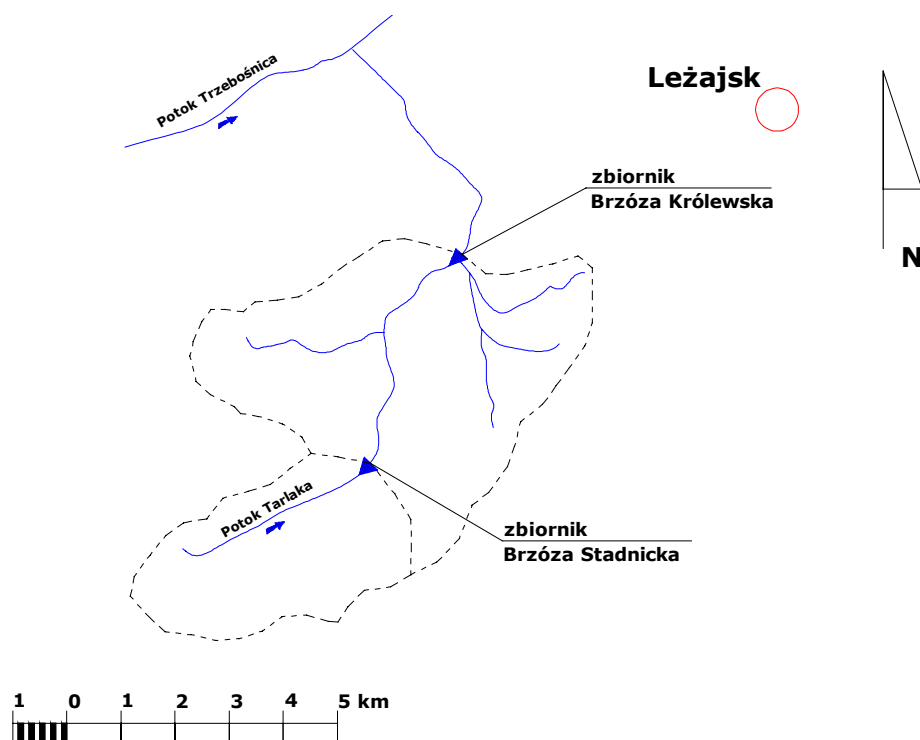 Potok Trzebośnica
Leżajsk
zbiornik
Brzóza Królewska
N
Potok Tarlaka
zbiornik
Brzóza Stadnicka
1 0 1 2 3 4 5 km